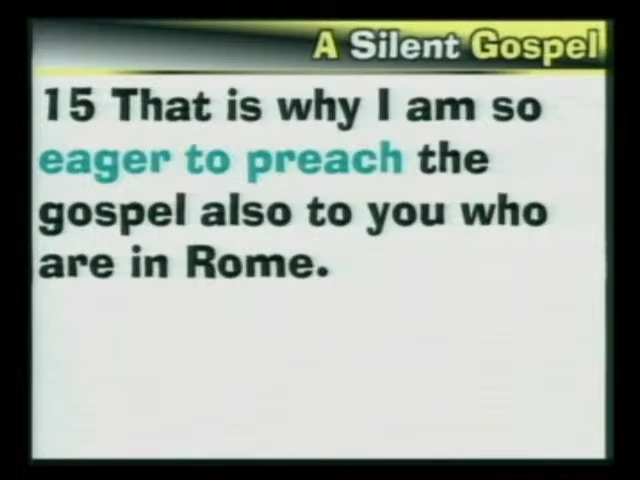 A Silent Gospel
15 That is why I am so
eager to preach the
gospel also to you who
are in Rome.